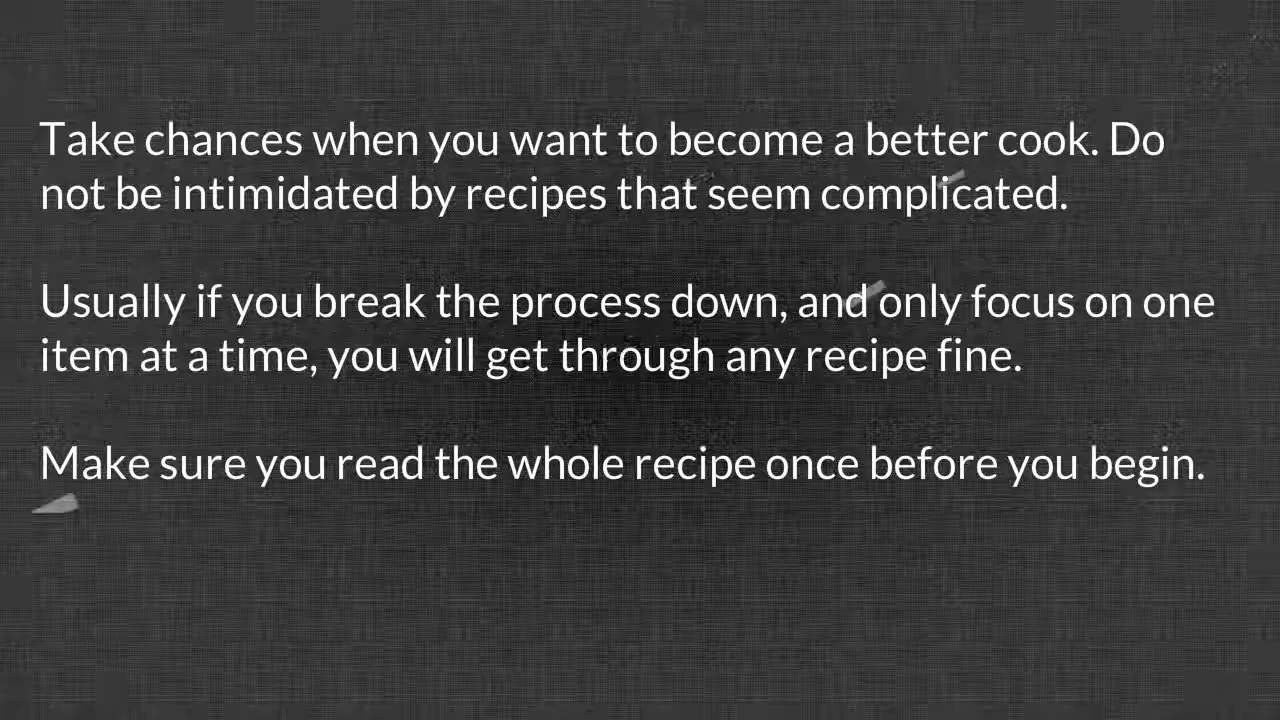 Take chances when you want to become a better cook. Do
not be intimidated by recipes that seem complicated.
Usually if you break the process down, and only focus on one
item at a time, you will get through any recipe fine.
Make sure you read the whole recipe once before you begin.